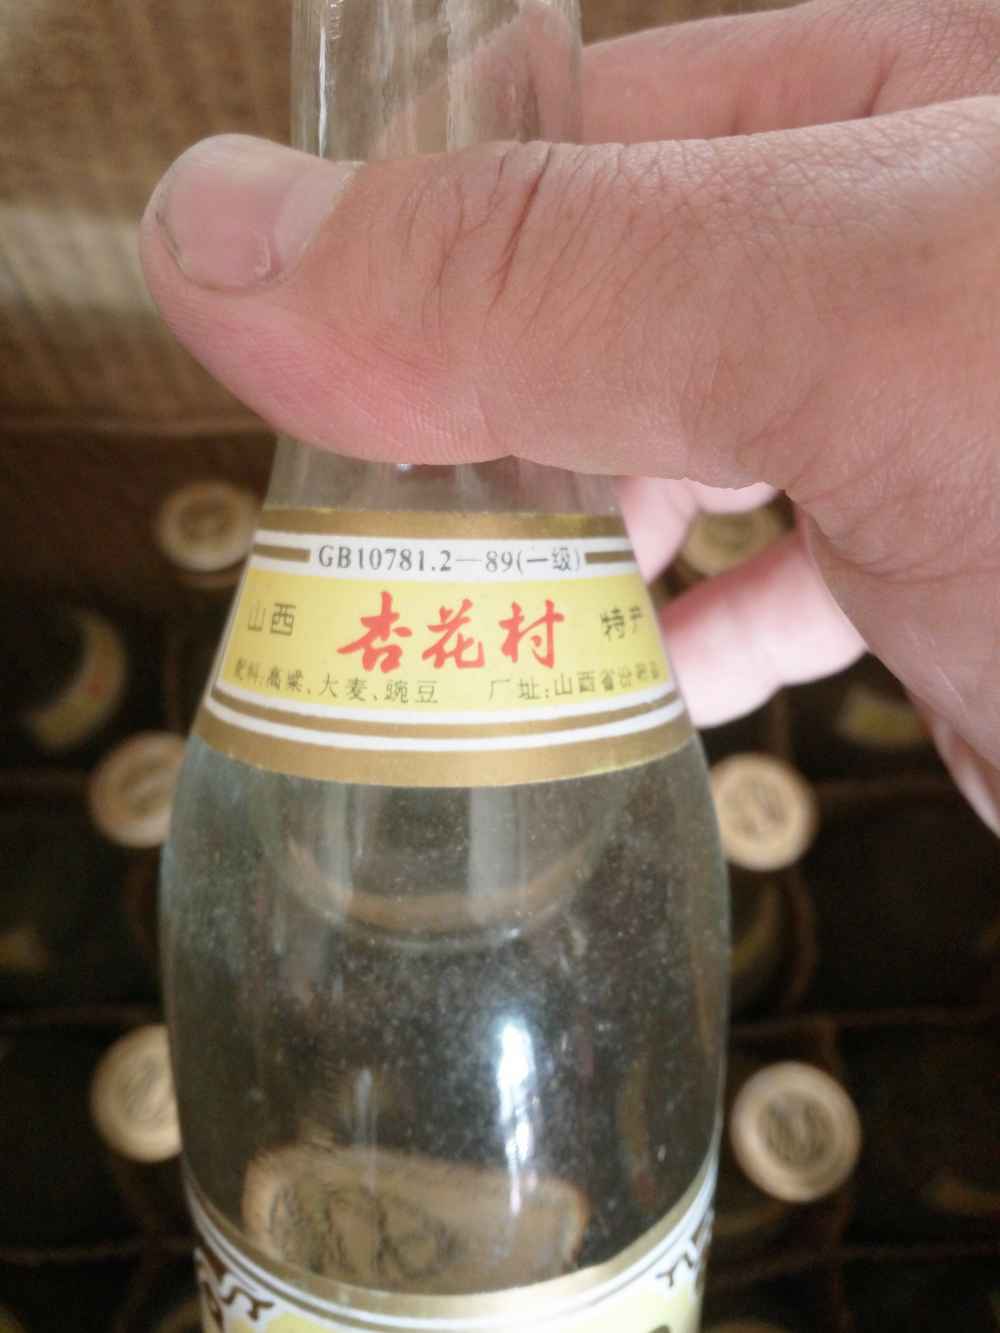 GB10781.2—89(一级)
山西 杏花村 特产
配料:高粱、大麦、豌豆 厂址:山西省汾阳县